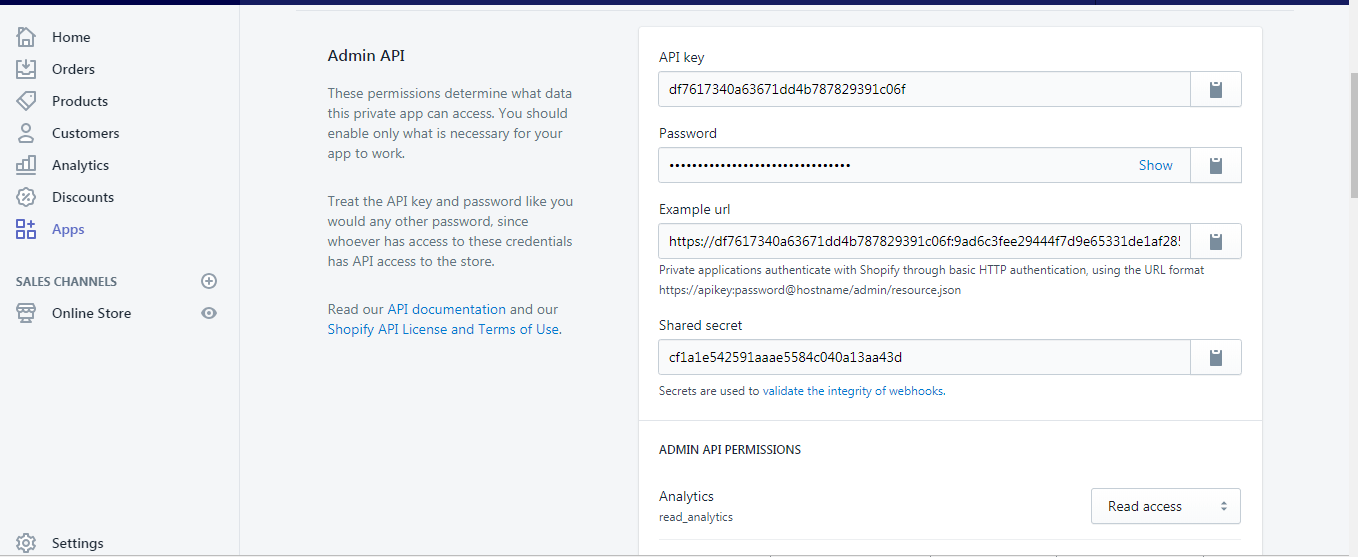 Home
Orders
Products
Customers
Analytics
Discounts
Apps
SALES CHANNELS
Online Store
Settings
Admin API
These permissions determine what data
this private app can access. You should
enable only what is necessary for your
app to work.
Treat the API key and password like you
would any other password, since
whoever has access to these credentials
has API access to the store.
Read our API documentation and our
Shopify API License and Terms of Use.
API key
df7617340a63671dd4b787829391c06f
Password
•••••••••••••••••••••••••••••••• Show
Example url
https://df7617340a63671dd4b787829391c06f:9ad6c3fee29444f7d9e65331de1af28
Private applications authenticate with Shopify through basic HTTP authentication, using the URL format
https://apikey:password@hostname/admin/resource.json
Shared secret
cf1a1e542591aaae5584c040a13aa43d
Secrets are used to validate the integrity of webhooks.
ADMIN API PERMISSIONS
Analytics
read_analytics
Read access